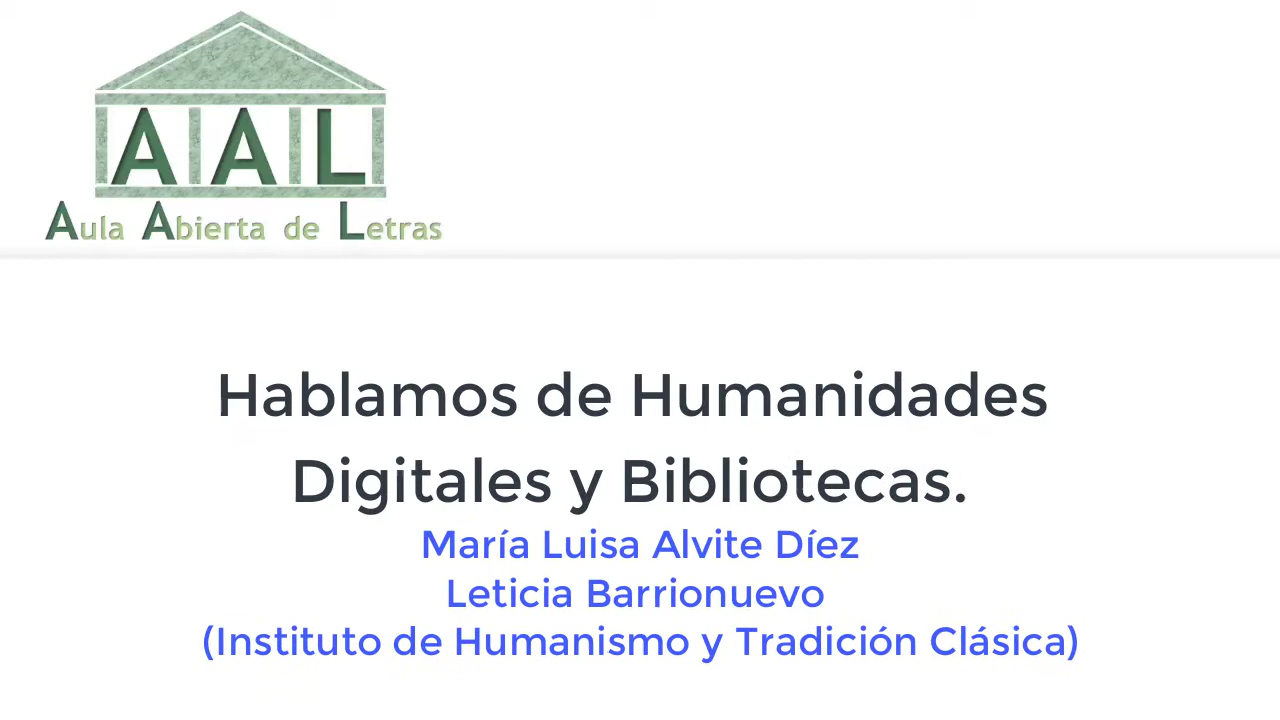 AAL
Aula Abierta de Letras
Hablamos de Humanidades
Digitales y Bibliotecas.
María Luisa Alvite Díez
Leticia Barrionuevo
(Instituto de Humanismo y Tradición Clásica)